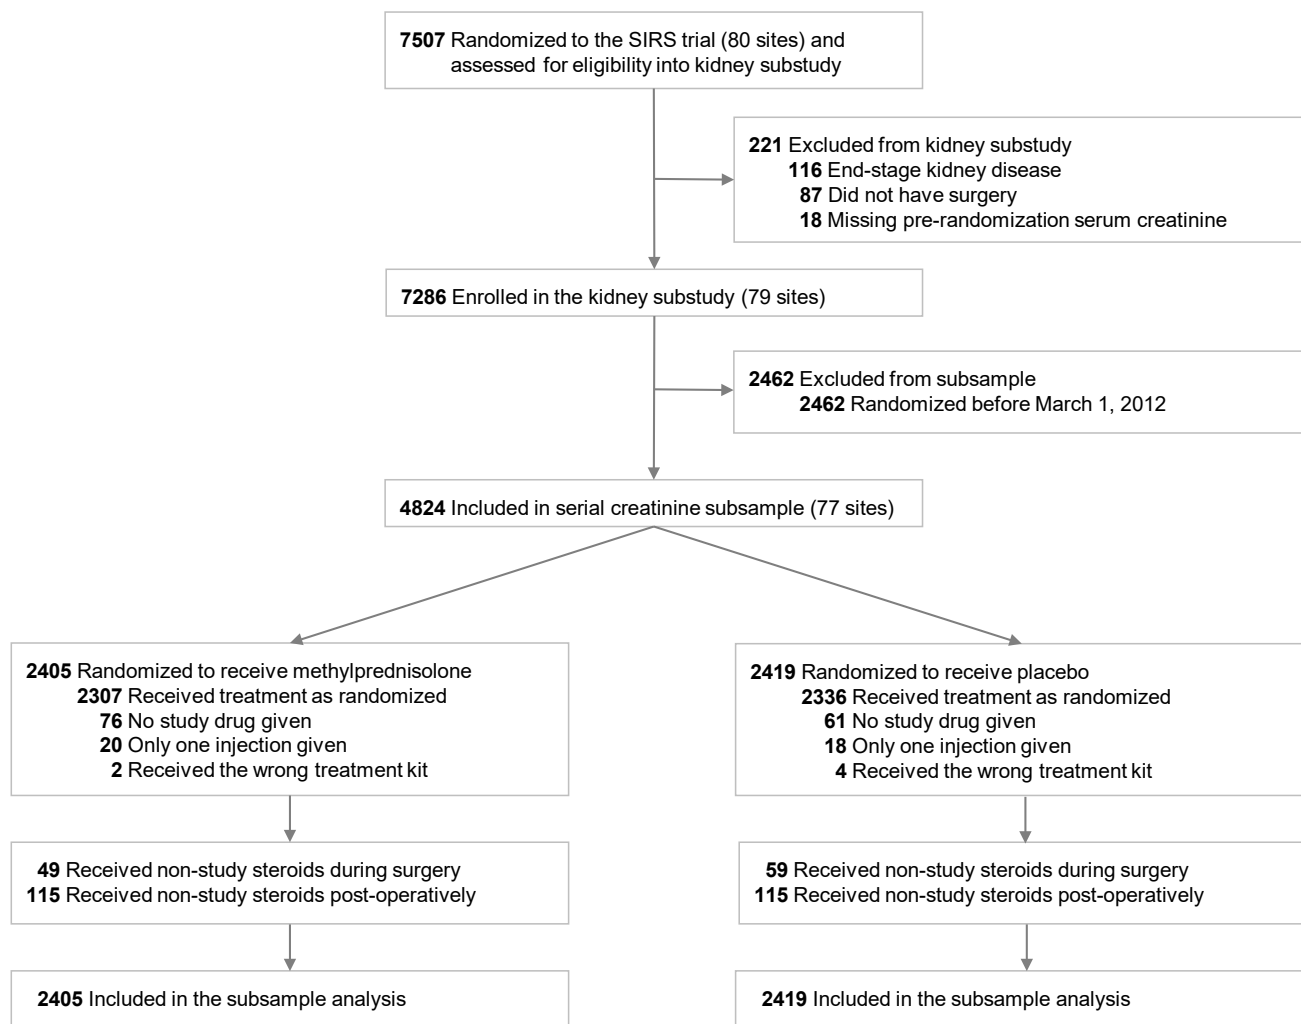 7507 Randomized to the SIRS trial (80 sites) and
assessed for eligibility into kidney substudy
221 Excluded from kidney substudy
116 End-stage kidney disease
87 Did not have surgery
18 Missing pre-randomization serum creatinine
7286 Enrolled in the kidney substudy (79 sites)
2462 Excluded from subsample
2462 Randomized before March 1, 2012
4824 Included in serial creatinine subsample (77 sites)
2405 Randomized to receive methylprednisolone
2307 Received treatment as randomized
76 No study drug given
20 Only one injection given
2 Received the wrong treatment kit
2419 Randomized to receive placebo
2336 Received treatment as randomized
61 No study drug given
18 Only one injection given
4 Received the wrong treatment kit
49 Received non-study steroids during surgery
115 Received non-study steroids post-operatively
59 Received non-study steroids during surgery
115 Received non-study steroids post-operatively
2405 Included in the subsample analysis
2419 Included in the subsample analysis